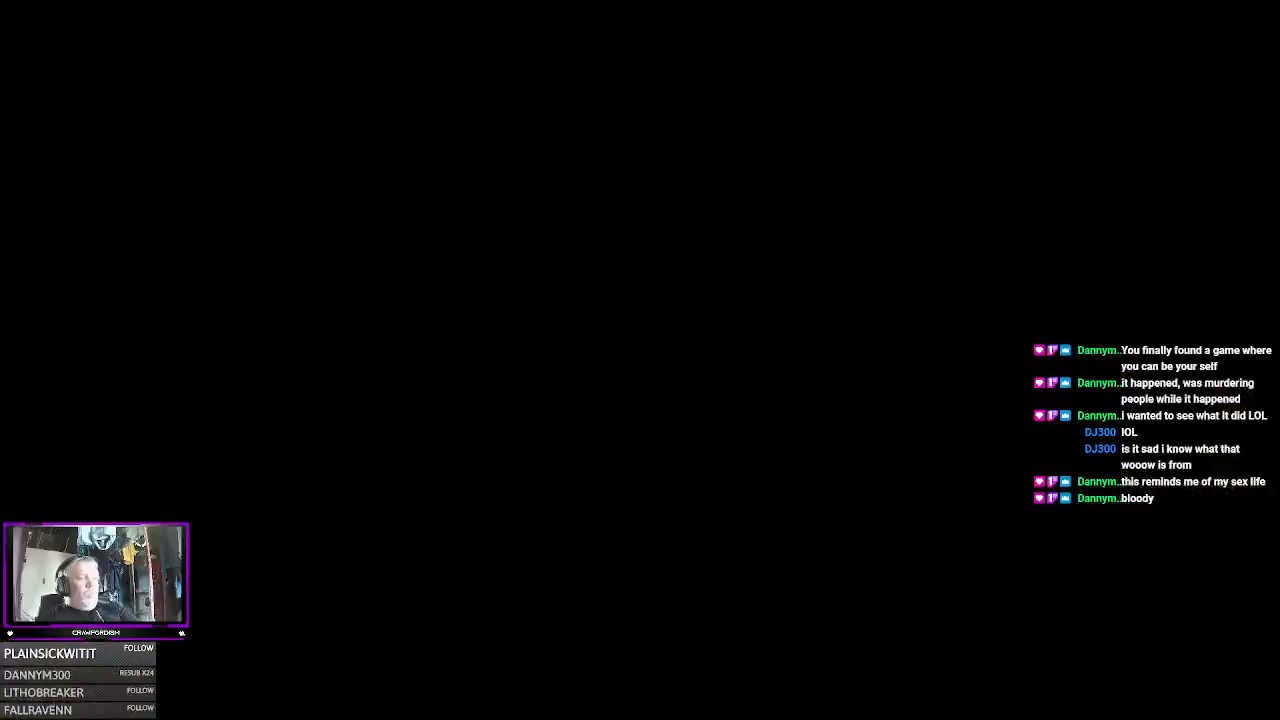 Dannym..You finally found a game where
you can be your self
Dannym..it happened, was murdering
people while it happened
Dannym..i wanted to see what it did LOL
DJ300 lOL
DJ300 is it sad i know what that
wooow is from
Dannym..this reminds me of my sex life
Dannym..bloody
CRAWFORDISH
PLAINSICKWITIT FOLLOW
DANNYM300 RESUB X24
LITHOBREAKER FOLLOW
FALLRAVENN FOLLOW